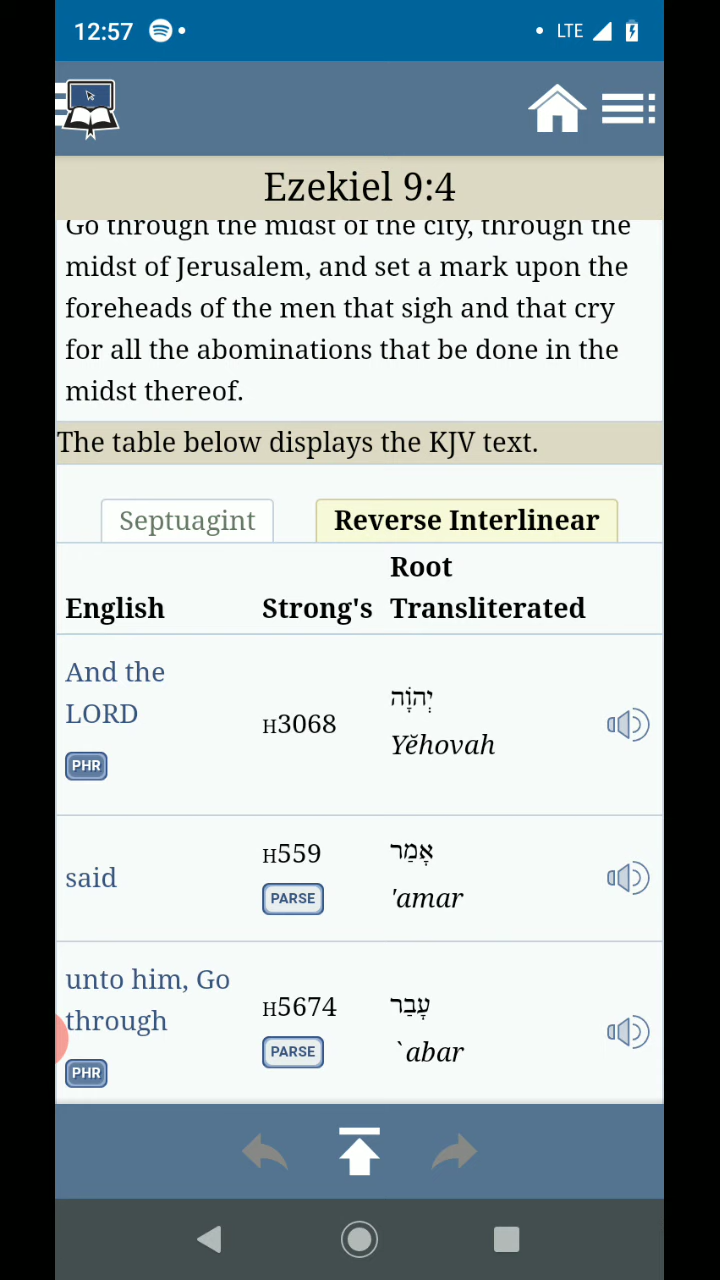 12:57
LTE
Ezekiel 9:4
Go through the midst of the city, through the
midst of Jerusalem, and set a mark upon the
foreheads of the men that sigh and that cry
for all the abominations that be done in the
midst thereof.
The table below displays the KJV text.
Septuagint Reverse Interlinear
English Strong's Root Transliterated
And the
LORD
PHR
H3068
יְהוָֹה
Yĕhovah
said
H559
PARSE
אָמַר
'amar
unto him, Go
through
PHR
H5674
PARSE
עָבַר
`abar